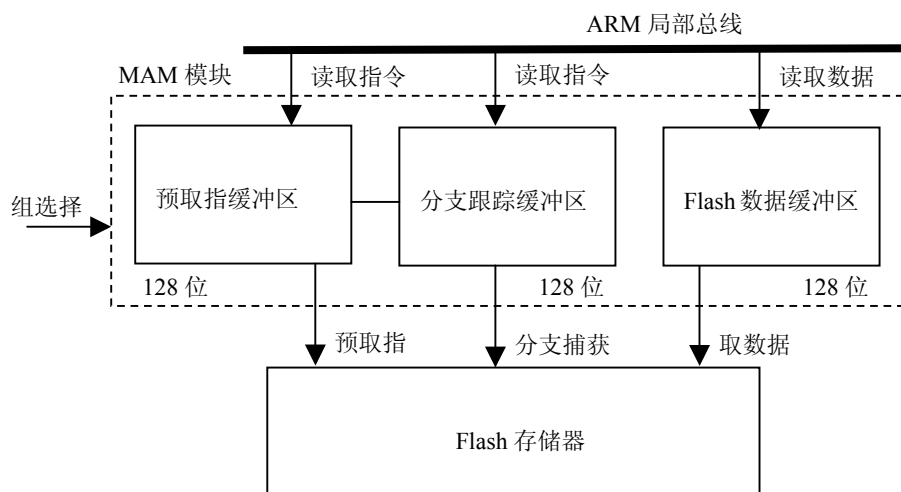 ARM 局部总线
MAM 模块
读取指令
读取指令
读取数据
组选择
预取指缓冲区
分支跟踪缓冲区
Flash 数据缓冲区
128 位
128 位
128 位
预取指
分支捕获
取数据
Flash 存储器